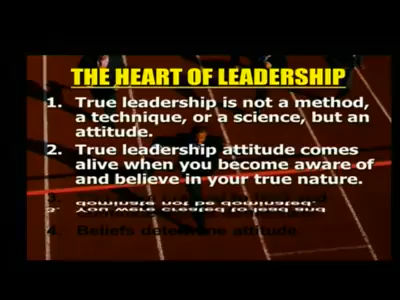 THE HEART OF LEADERSHIP
1. True leadership is not a method,
a technique, or a science, but an
attitude.
2. True leadership attitude comes
alive when you become aware of
and believe in your true nature.
3.
4. Beliefs determine attitude